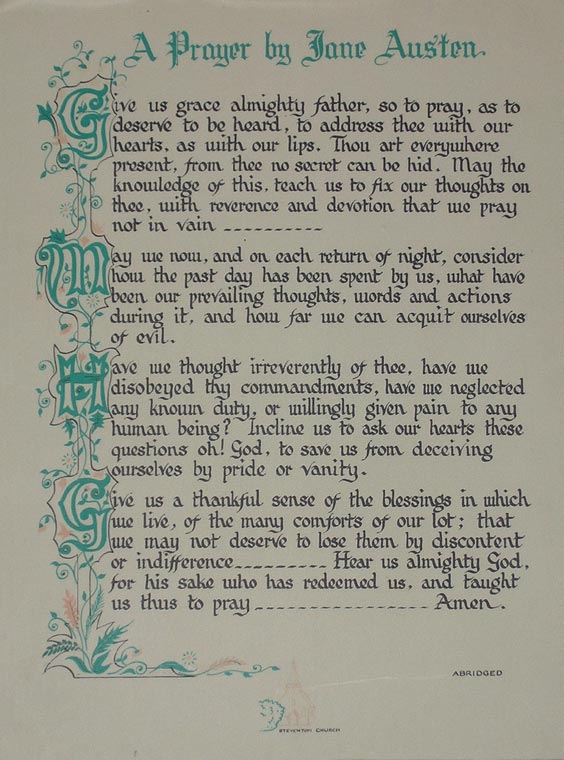 A Prayer by Jane Austen.
Give us grace almighty father, so to pray, as to
deserve to be heard, to address thee with our
hearts, as with our lips. Thou art everywhere
present, from thee no secret can be hid. May the
knowledge of this, teach us to fix our thoughts on
thee, with reverence and devotion that we pray
not in vain __________
May we now, and on each return of night, consider
how the past day has been spent by us, what have
been our prevailing thoughts, words and actions
during it, and how far we can acquit ourselves
of evil.
Have we thought irreverently of thee, have we
disobeyed thy commandments, have we neglected
any known duty, or willingly given pain to any
human being? Incline us to ask our hearts these
questions oh! God, to save us from deceiving
ourselves by pride or vanity.
Give us a thankful sense of the blessings in which
we live, of the many comforts of our lot; that
we may not deserve to lose them by discontent
or indifference_________ Hear us almighty God,
for his sake who has redeemed us, and taught
us thus to pray _________________ Amen.
ABRIDGED
STEVENTON CHURCH